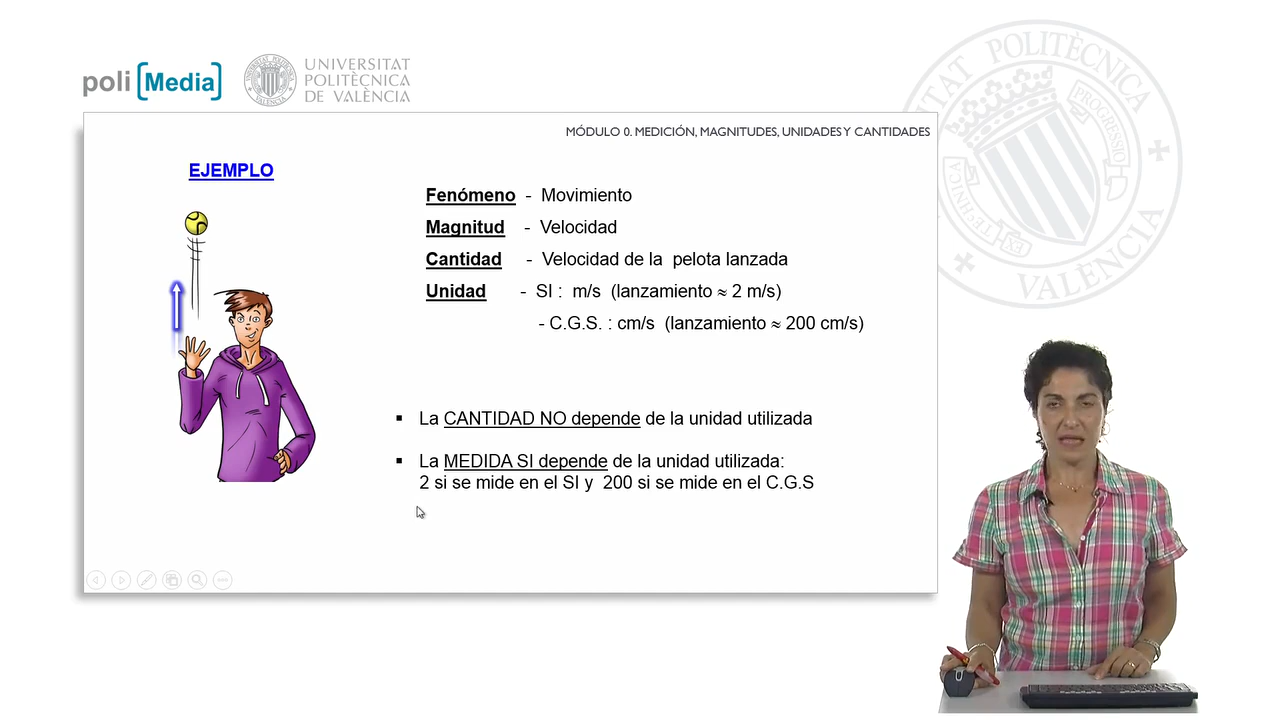 poli [Media]
UNIVERSITAT
POLITÈCNICA
DE VALÈNCIA
MÓDULO 0. MEDICIÓN, MAGNITUDES, UNIDADES Y CANTIDADES
EJEMPLO
Fenómeno - Movimiento
Magnitud - Velocidad
Cantidad - Velocidad de la pelota lanzada
Unidad - SI : m/s (lanzamiento ≈ 2 m/s)
- C.G.S. : cm/s (lanzamiento ≈ 200 cm/s)
▪ La CANTIDAD NO depende de la unidad utilizada
▪ La MEDIDA SI depende de la unidad utilizada:
2 si se mide en el SI y 200 si se mide en el C.G.S
POLITÈCNICA
VALÈNCIA
PROGRESSIO